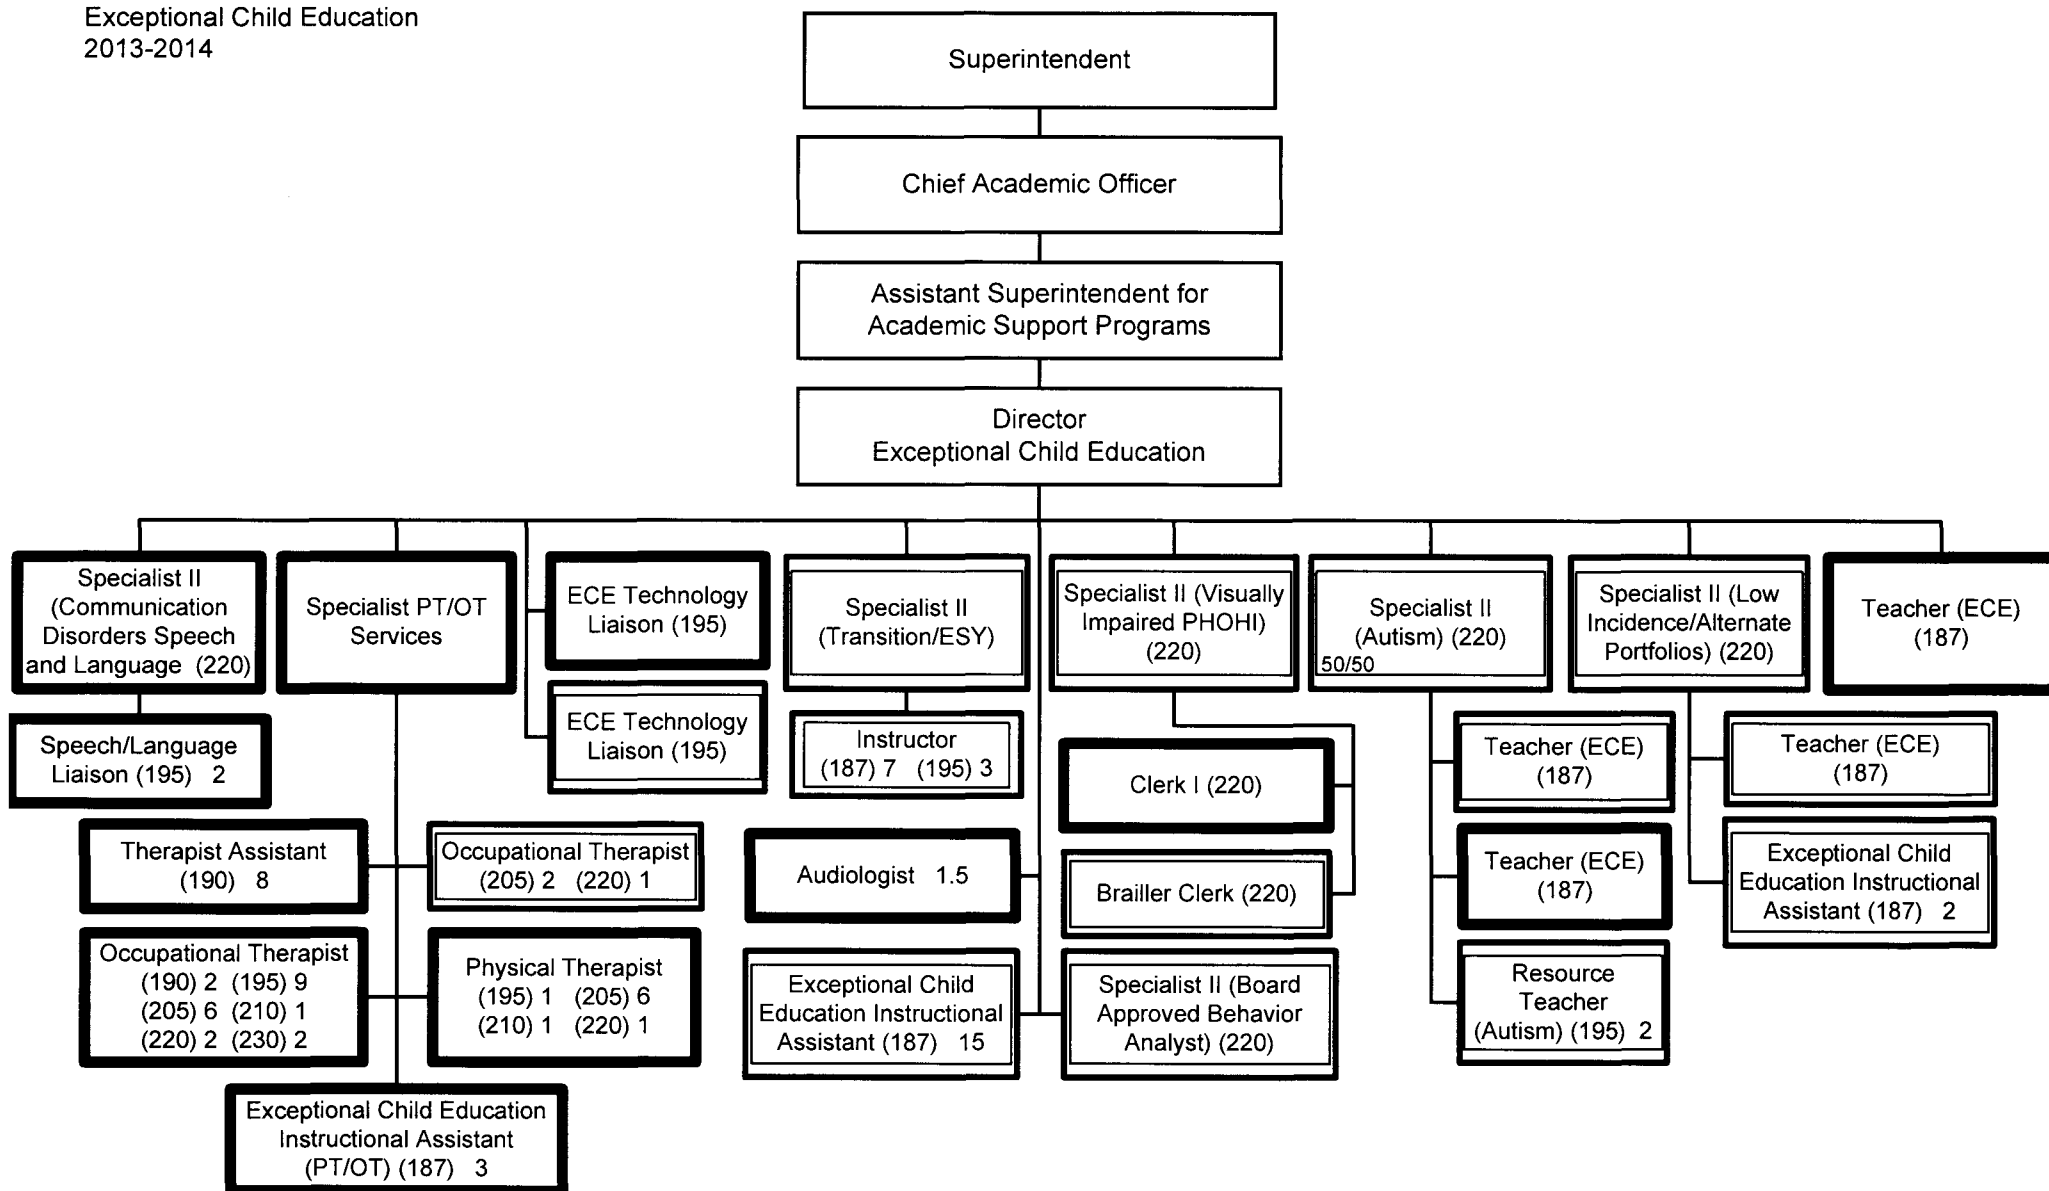 Exceptional Child Education
2013-2014
Superintendent
Chief Academic Officer
Assistant Superintendent for
Academic Support Programs
Director
Exceptional Child Education
Specialist II
(Communication
Disorders Speech
and Language (220)
Specialist PT/OT
Services
ECE Technology
Liaison (195)
Specialist II
(Transition/ESY)
Specialist II (Visually
Impaired PHOHI)
(220)
Specialist II
(Autism) (220)
50/50
Specialist II (Low
Incidence/Alternate
Portfolios) (220)
Teacher (ECE)
(187)
Speech/Language
Liaison (195) 2
ECE Technology
Liaison (195)
Instructor
(187) 7 (195) 3
Clerk I (220)
Teacher (ECE)
(187)
Teacher (ECE)
(187)
Therapist Assistant
(190) 8
Occupational Therapist
(205) 2 (220) 1
Audiologist 1.5
Brailler Clerk (220)
Teacher (ECE)
(187)
Exceptional Child
Education Instructional
Assistant (187) 2
Occupational Therapist
(190) 2 (195) 9
(205) 6 (210) 1
(220) 2 (230) 2
Physical Therapist
(195) 1 (205) 6
(210) 1 (220) 1
Exceptional Child
Education Instructional
Assistant (187) 15
Specialist II (Board
Approved Behavior
Analyst) (220)
Resource
Teacher
(Autism) (195) 2
Exceptional Child Education
Instructional Assistant
(PT/OT) (187) 3